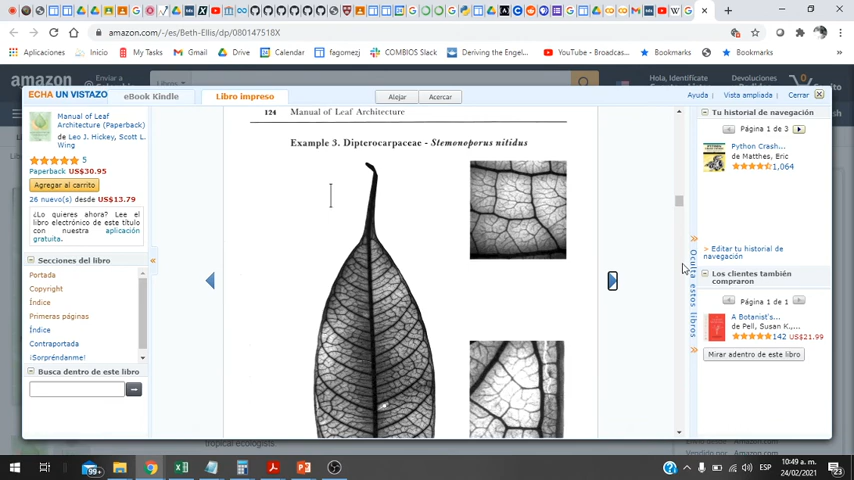 amazon.com/-/es/Beth-Ellis/dp/080147518X
Aplicaciones
Inicio
My Tasks
Gmail
Drive
Calendar
fagomezj
COMBIOS Slack
Deriving the Engel...
YouTube - Broadcas...
Bookmarks
Booktmarks
amazon
Enviar a
Libros
Hola, Identifícate
Devoluciones
ECHA UN VISTAZO
eBook Kindle
Libro impreso
Alejar
Acercar
Ayuda
Vista ampliada
Cerrar
Manual of Leaf
Architecture (Paperback)
de Leo J. Hickey, Scott L.
Wing
5
Paperback US$30.95
Agregar al carrito
26 nuevo(s) desde US$13.79
¿Lo quieres ahora? Lee el
libro electrónico de este título
con nuestra aplicación
gratuita.
Secciones del libro
Portada
Copyright
Índice
Primeras páginas
Índice
Contraportada
¡Sorpréndame!
Busca dentro de este libro
124 Manual of Leaf Architecture
Example 3. Dipterocarpaceae - Stemonoporus nitidus
Oculta estos libros
Tu historial de navegación
Página 1 de 3
Python Crash...
de Matthes, Eric
1,064
Editar tu historial de
navegación
Los clientes también
compraron
Página 1 de 1
A Botanist's...
de Pell, Susan K.,...
142 US$21.99
Mirar adentro de este libro
tropical ecologists.
99+
ESP
10:49 a. m.
24/02/2021
23